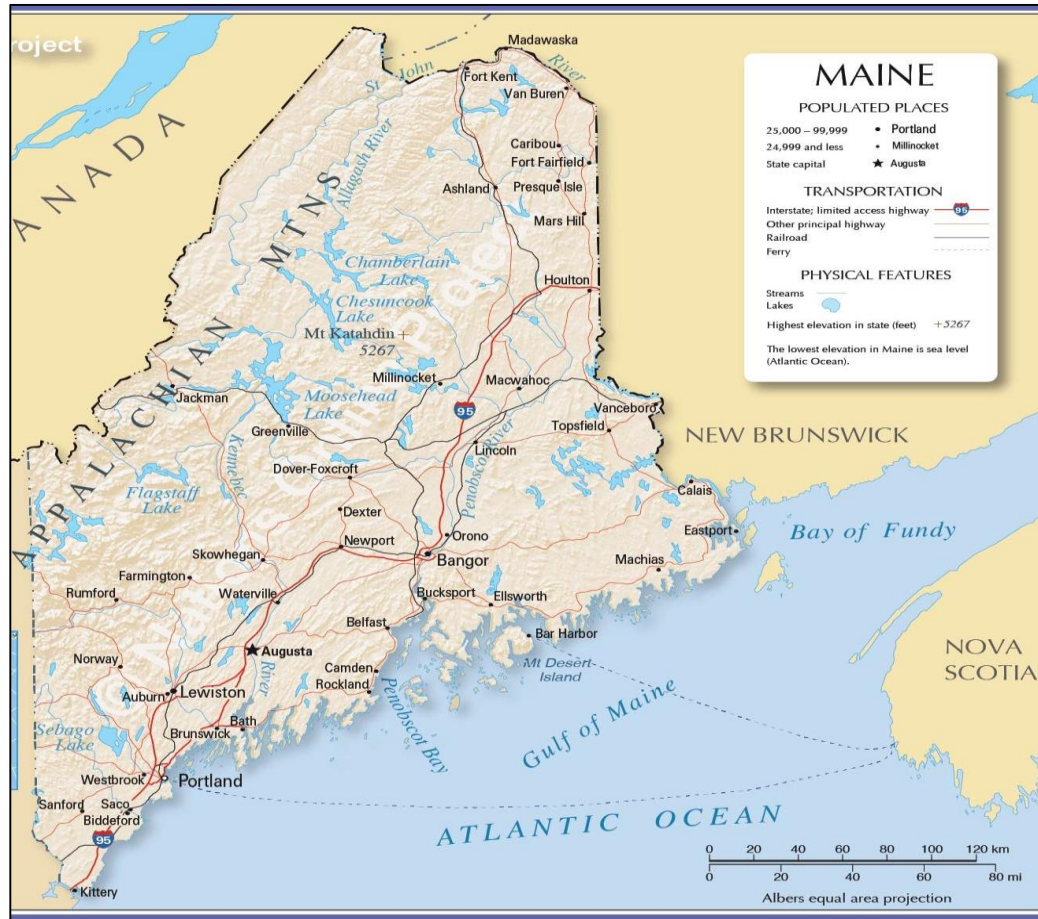 roject
CANADA
MAINE
POPULATED PLACES
25,000 – 99,999 • Portland
24,999 and less • Millinocket
State capital ★ Augusta
TRANSPORTATION
Interstate; limited access highway 95
Other principal highway
Railroad
Ferry
PHYSICAL FEATURES
Streams
Lakes
Highest elevation in state (feet) +5267
The lowest elevation in Maine is sea level
(Atlantic Ocean).
Madawaska
St John
River
Fort Kent
Van Buren
Allagash River
Caribou
Fort Fairfield
Ashland
Presque Isle
Mars Hill
APPALACHIAN MTNS
Chamberlain
Lake
Houlton
Chesuncook
Lake
Mt Katahdin +
5267
Millinocket
Macwahoc
Jackman
Moosehead
Lake
95
Vanceboro
Greenville
Topsfield
NEW BRUNSWICK
Kennebec
Penobscot River
Lincoln
Dover-Foxcroft
Flagstaff
Lake
Calais
Dexter
Eastport
Bay of Fundy
Orono
Newport
Skowhegan
Bangor
Machias
Farmington
Rumford
Waterville
Bucksport
Ellsworth
Belfast
Bar Harbor
NOVA
SCOTIA
Augusta
Norway
River
Mt Desert
Island
Camden
Rockland
Auburn
Lewiston
Penobscot Bay
Gulf of Maine
Sebago
Lake
Bath
Brunswick
Westbrook
Portland
Sanford
Saco
Biddeford
ATLANTIC OCEAN
95
Kittery
0 20 40 60 80 100 120 km
0 20 40 60 80 mi
Albers equal area projection